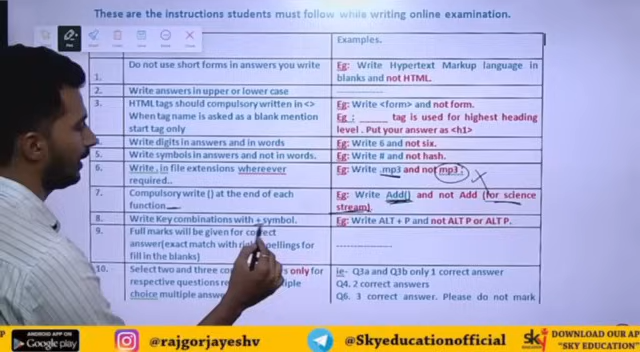 These are the instructions students must follow while writing online examination.
Examples.
Do not use short forms in answers you write
1.
Eg: Write Hypertext Markup language in
blanks and not HTML.
2. Write answers in upper or lower case
3. HTML tags should compulsory written in <>
When tag name is asked as a blank mention
start tag only
Eg: Write <form> and not form.
Eg : ______ tag is used for highest heading
level . Put your answer as <h1>
Write digits in answers and in words
Eg: Write 6 and not six.
5. Write symbols in answers and not in words.
Eg: Write # and not hash.
6. Write . in file extensions whereever
required..
Eg: Write .mp3 and not mp3 .
7. Compulsory write () at the end of each
function
Eg: Write Add() and not Add (for science
stream).
8. Write Key combinations with + symbol.
Eg: Write ALT + P and not ALT P or ALT P.
9. Full marks will be given for correct
answer(exact match with spellings for
fill in the blanks)
10. Select two and three only for
respective questions
choice multiple
ie- Q3a and Q3b only 1 correct answer
Q4. 2 correct answers
Q6. 3 correct answer. Please do not mark
ANDROID APP ON
Google play
@rajgorjayeshv
@Skyeducationofficial
sky
DOWNLOAD OUR APP
"SKY EDUCATION"